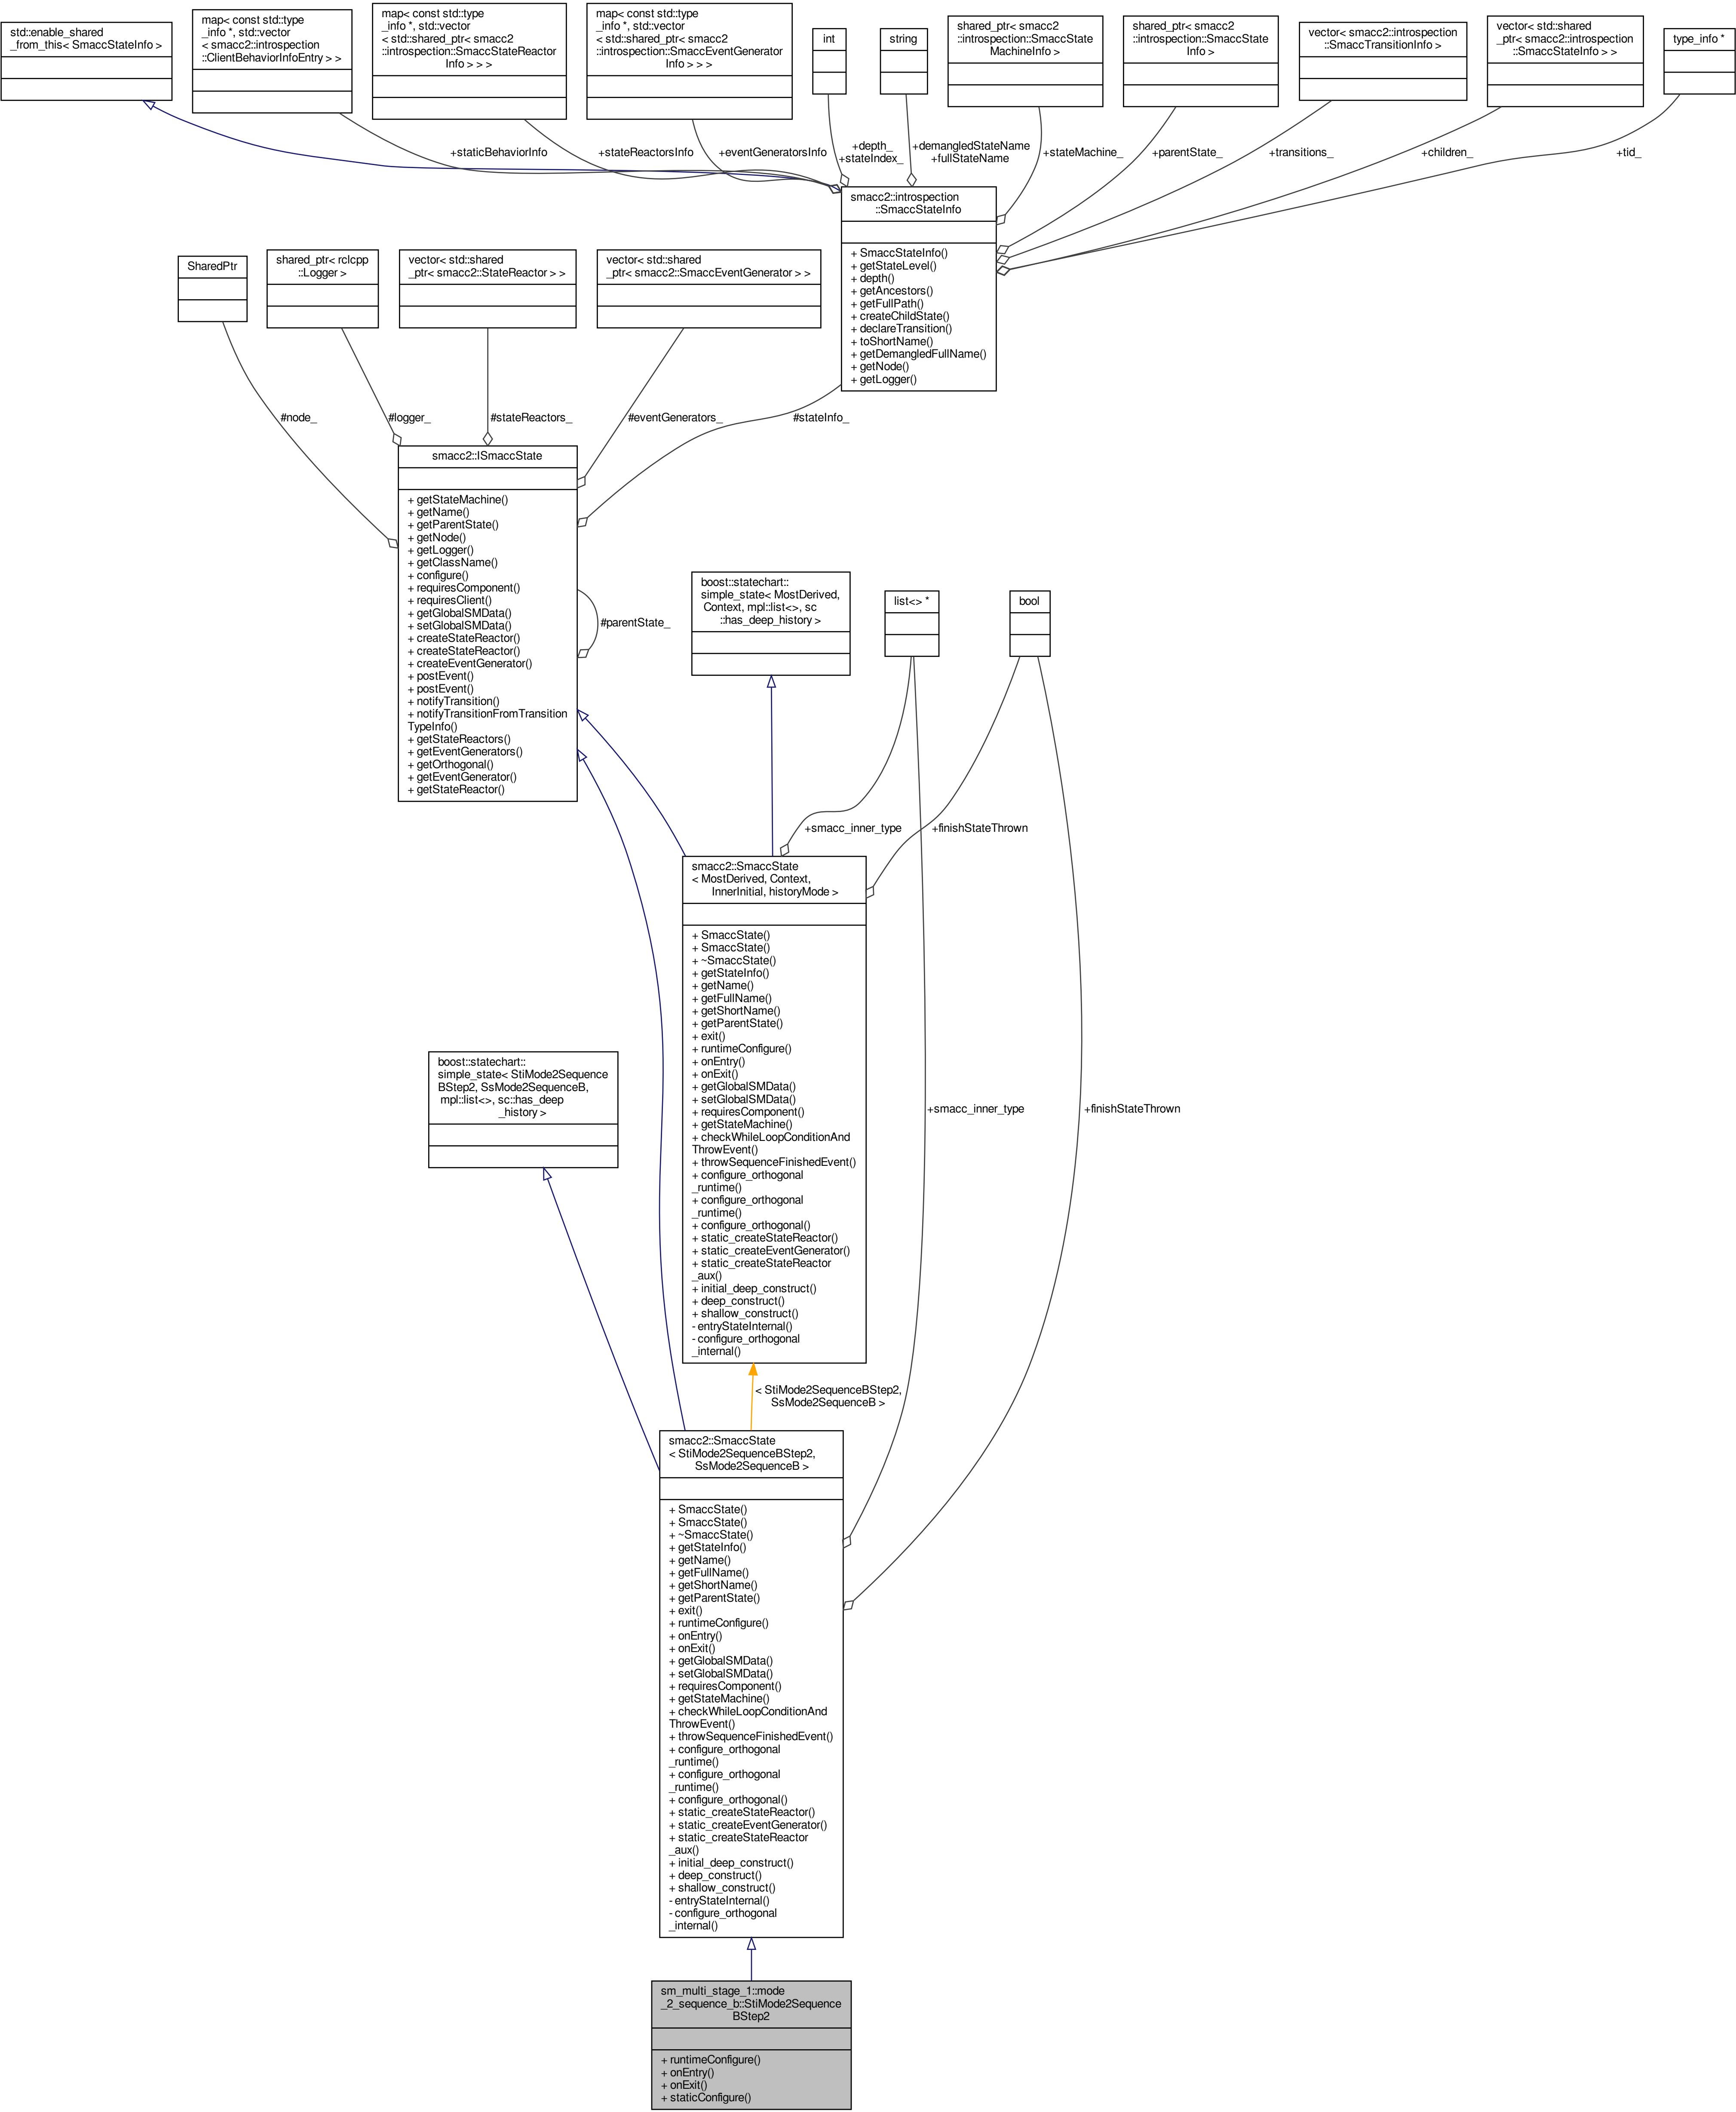 std::enable_shared
_from_this< SmaccStateInfo >
map< const std::type
_info *, std::vector
< smacc2::introspection
::ClientBehaviorInfoEntry > >
map< const std::type
_info *, std::vector
< std::shared_ptr< smacc2
::introspection::SmaccStateReactor
Info > > >
map< const std::type
_info *, std::vector
< std::shared_ptr< smacc2
::introspection::SmaccEventGenerator
Info > > >
int
string
shared_ptr< smacc2
::introspection::SmaccState
MachineInfo >
shared_ptr< smacc2
::introspection::SmaccState
Info >
vector< smacc2::introspection
::SmaccTransitionInfo >
vector< std::shared
_ptr< smacc2::introspection
::SmaccStateInfo > >
type_info *
+staticBehaviorInfo
+stateReactorsInfo
+eventGeneratorsInfo
+depth_
+stateIndex_
+demangledStateName
+fullStateName
+stateMachine_
+parentState_
+transitions_
+children_
+tid_
smacc2::introspection
::SmaccStateInfo
+ SmaccStateInfo()
+ getStateLevel()
+ depth()
+ getAncestors()
+ getFullPath()
+ createChildState()
+ declareTransition()
+ toShortName()
+ getDemangledFullName()
+ getNode()
+ getLogger()
SharedPtr
shared_ptr< rclcpp
::Logger >
vector< std::shared
_ptr< smacc2::StateReactor > >
vector< std::shared
_ptr< smacc2::SmaccEventGenerator > >
#node_
#logger_
#stateReactors_
#eventGenerators_
#stateInfo_
smacc2::ISmaccState
+ getStateMachine()
+ getName()
+ getParentState()
+ getNode()
+ getLogger()
+ getClassName()
+ configure()
+ requiresComponent()
+ requiresClient()
+ getGlobalSMData()
+ setGlobalSMData()
+ createStateReactor()
+ createStateReactor()
+ createEventGenerator()
+ postEvent()
+ postEvent()
+ notifyTransition()
+ notifyTransitionFromTransition
TypeInfo()
+ getStateReactors()
+ getEventGenerators()
+ getOrthogonal()
+ getEventGenerator()
+ getStateReactor()
#parentState_
boost::statechart::
simple_state< MostDerived,
Context, mpl::list<>, sc
::has_deep_history >
list<> *
bool
+smacc_inner_type
+finishStateThrown
smacc2::SmaccState
< MostDerived, Context,
InnerInitial, historyMode >
+ SmaccState()
+ SmaccState()
+ ~SmaccState()
+ getStateInfo()
+ getName()
+ getFullName()
+ getShortName()
+ getParentState()
+ exit()
+ runtimeConfigure()
+ onEntry()
+ onExit()
+ getGlobalSMData()
+ setGlobalSMData()
+ requiresComponent()
+ getStateMachine()
+ checkWhileLoopConditionAnd
ThrowEvent()
+ throwSequenceFinishedEvent()
+ configure_orthogonal
_runtime()
+ configure_orthogonal
_runtime()
+ configure_orthogonal()
+ static_createStateReactor()
+ static_createEventGenerator()
+ static_createStateReactor
_aux()
+ initial_deep_construct()
+ deep_construct()
+ shallow_construct()
- entryStateInternal()
- configure_orthogonal
_internal()
boost::statechart::
simple_state< StiMode2Sequence
BStep2, SsMode2SequenceB,
mpl::list<>, sc::has_deep
_history >
+smacc_inner_type
+finishStateThrown
< StiMode2SequenceBStep2,
SsMode2SequenceB >
smacc2::SmaccState
< StiMode2SequenceBStep2,
SsMode2SequenceB >
+ SmaccState()
+ SmaccState()
+ ~SmaccState()
+ getStateInfo()
+ getName()
+ getFullName()
+ getShortName()
+ getParentState()
+ exit()
+ runtimeConfigure()
+ onEntry()
+ onExit()
+ getGlobalSMData()
+ setGlobalSMData()
+ requiresComponent()
+ getStateMachine()
+ checkWhileLoopConditionAnd
ThrowEvent()
+ throwSequenceFinishedEvent()
+ configure_orthogonal
_runtime()
+ configure_orthogonal
_runtime()
+ configure_orthogonal()
+ static_createStateReactor()
+ static_createEventGenerator()
+ static_createStateReactor
_aux()
+ initial_deep_construct()
+ deep_construct()
+ shallow_construct()
- entryStateInternal()
- configure_orthogonal
_internal()
sm_multi_stage_1::mode
_2_sequence_b::StiMode2Sequence
BStep2
+ runtimeConfigure()
+ onEntry()
+ onExit()
+ staticConfigure()